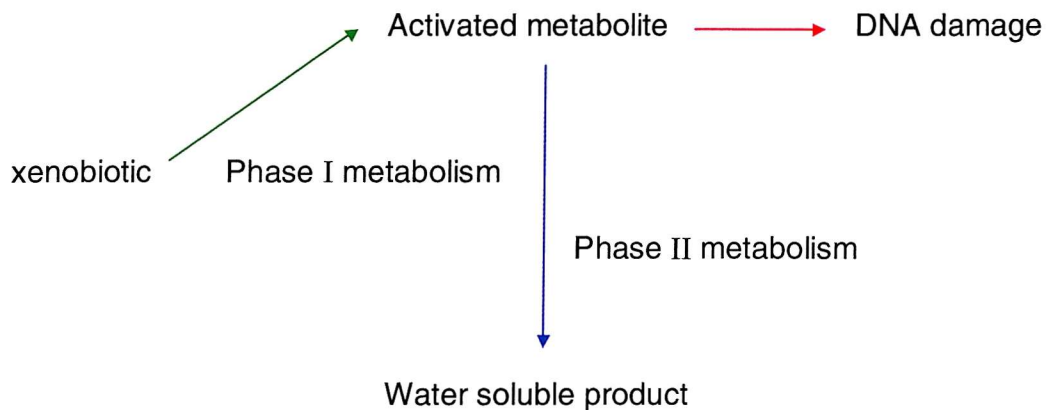 Activated metabolite DNA damage
xenobiotic Phase I metabolism
Phase II metabolism
Water soluble product